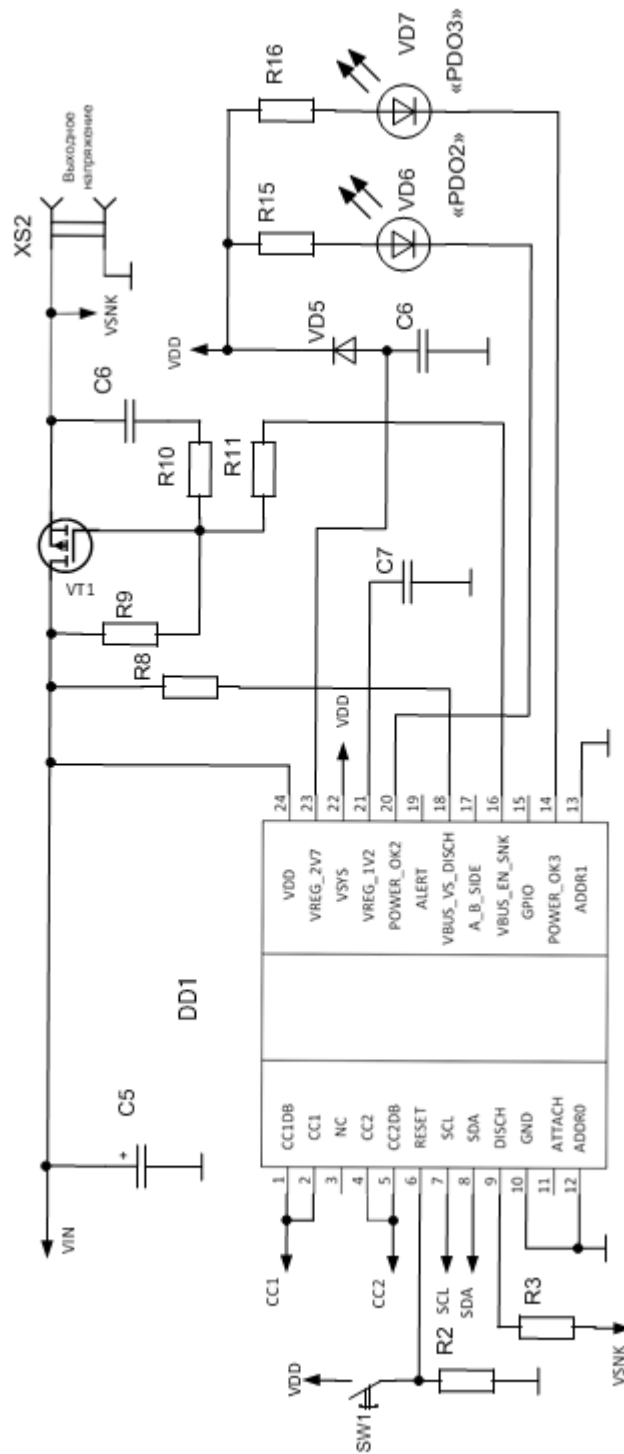 VIN
C5
+
DD1
R8
R9
VT1
C6
R10
R11
VSNK
XS2
Выходное
напряжение
VDD
VD5
C6
R15
R16
VD6
VD7
«PDO2»
«PDO3»
C7
VDD
24 VDD
23 VREG_2V7
22 VSYS
21 VREG_1V2
20 POWER_OK2
19 ALERT
18 VBUS_VS_DISCH
17 A_B_SIDE
16 VBUS_EN_SNK
15 GPIO
14 POWER_OK3
13 ADDR1
1 CC1DB
2 CC1
3 NC
4 CC2
5 CC2DB
6 RESET
7 SCL
8 SDA
9 DISCH
10 GND
11 ATTACH
12 ADDR0
CC1
CC2
SCL
SDA
VDD
SW1
R2
R3
VSNK